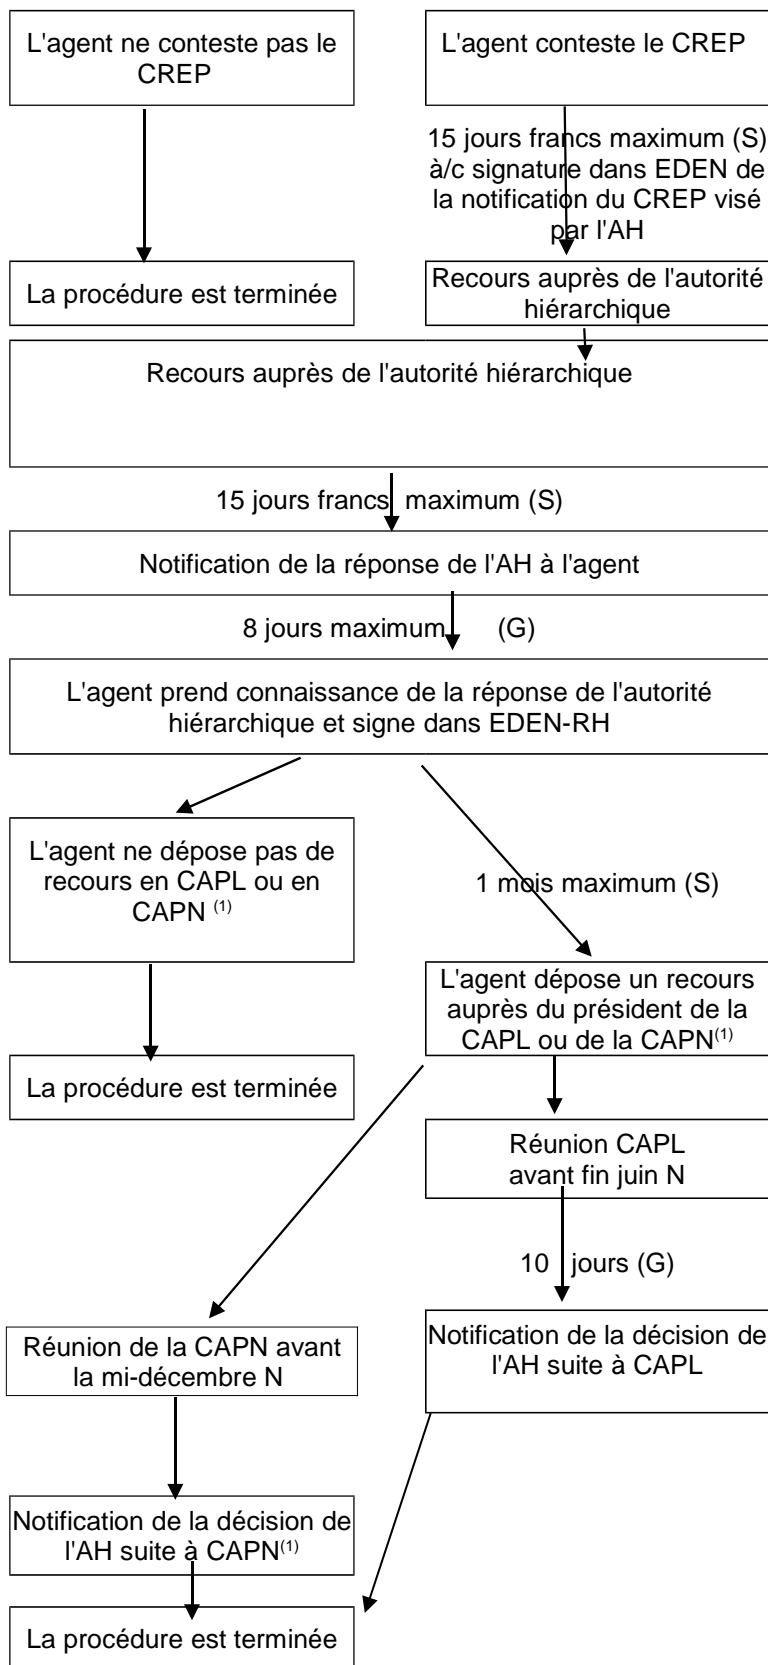 L'agent ne conteste pas le
CREP
L'agent conteste le CREP
15 jours francs maximum (S)
à/c signature dans EDEN de
la notification du CREP visé
par l'AH
La procédure est terminée
Recours auprès de l'autorité
hiérarchique
Recours auprès de l'autorité hiérarchique
15 jours francs maximum (S)
Notification de la réponse de l'AH à l'agent
8 jours maximum (G)
L'agent prend connaissance de la réponse de l'autorité
hiérarchique et signe dans EDEN-RH
L'agent ne dépose pas de
recours en CAPL ou en
CAPN (1)
1 mois maximum (S)
L'agent dépose un recours
auprès du président de la
CAPL ou de la CAPN(1)
La procédure est terminée
Réunion CAPL
avant fin juin N
10 jours (G)
Notification de la décision de
l'AH suite à CAPL
Réunion de la CAPN avant
la mi-décembre N
Notification de la décision de
l'AH suite à CAPN(1)
La procédure est terminée